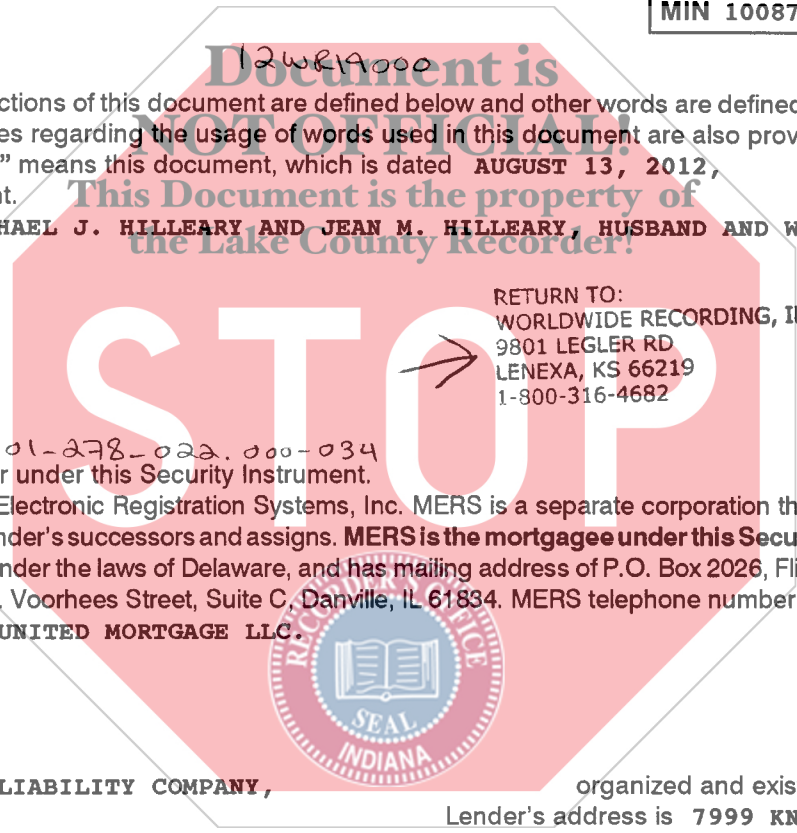 MIN 10087
12WR19000
Document is
ctions of this document are defined below and other words are defined
NOT OFFICIAL!
es regarding the usage of words used in this document are also prov
” means this document, which is dated AUGUST 13, 2012,
This Document is the property of
nt.
HAEL J. HILLEARY AND JEAN M. HILLEARY, HUSBAND AND W
the Lake County Recorder!
STOP
RETURN TO:
WORLDWIDE RECORDING, I
9801 LEGLER RD
LENEXA, KS 66219
1-800-316-4682
01-278-022.000-034
r under this Security Instrument.
Electronic Registration Systems, Inc. MERS is a separate corporation th
nder's successors and assigns. MERS is the mortgagee under this Secu
nder the laws of Delaware, and has mailing address of P.O. Box 2026, Fli
. Voorhees Street, Suite C, Danville, IL 61834. MERS telephone number
UNITED MORTGAGE LLC.
RECORDER'S OFFICE
SEAL
INDIANA
LIABILITY COMPANY, organized and exis
Lender's address is 7999 KN